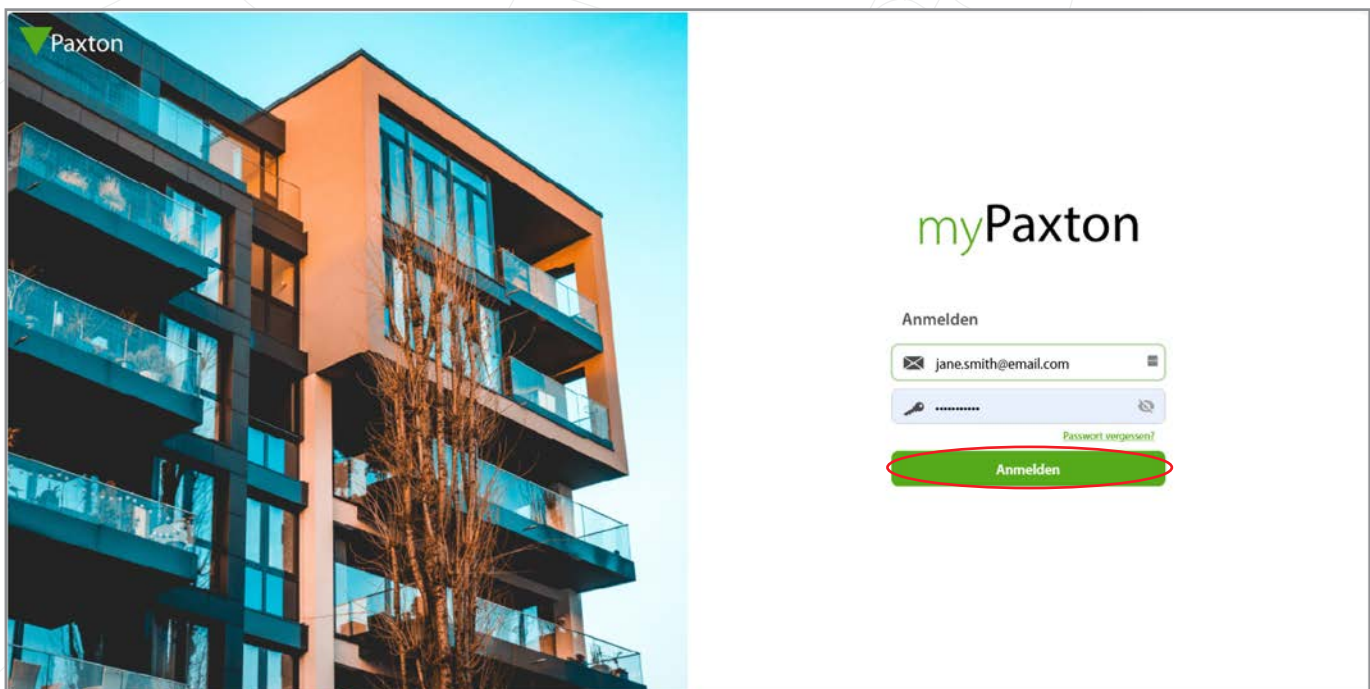 Paxton
myPaxton
Anmelden
jane.smith@email.com
•••••••••••
Passwort vergessen?
Anmelden